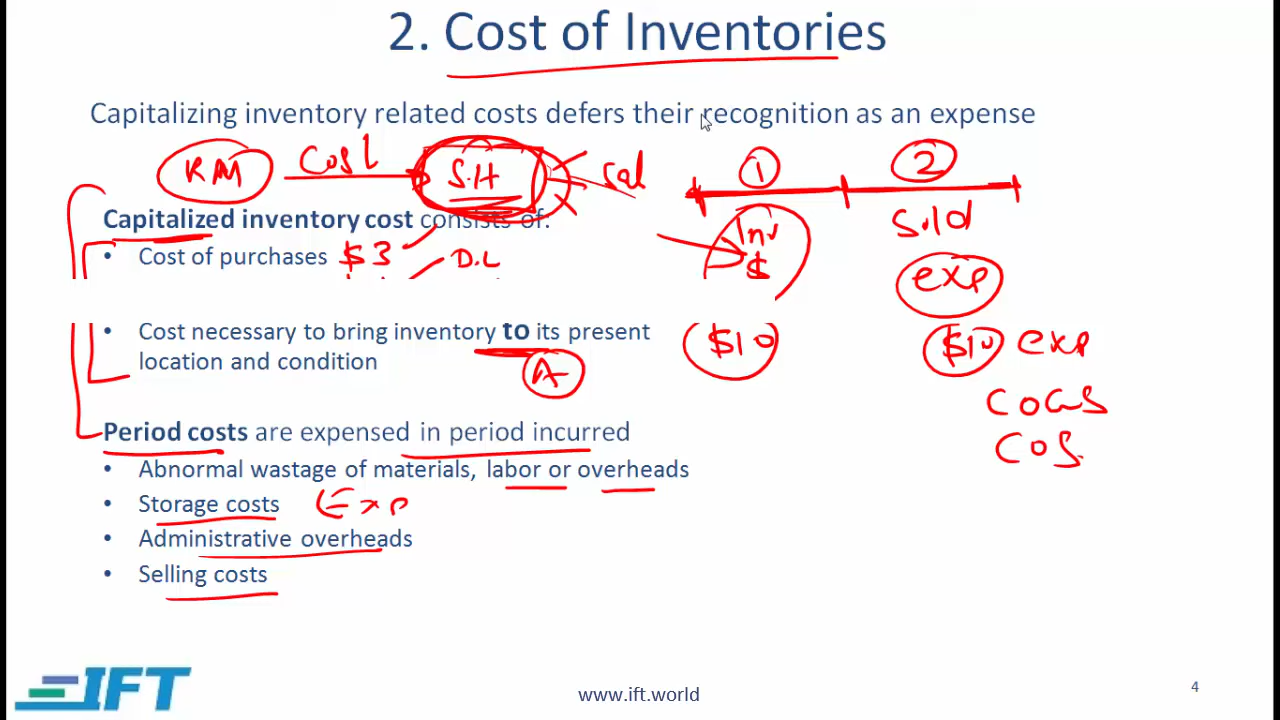 2. Cost of Inventories
Capitalizing inventory related costs defers their recognition as an expense
RM Cost S.H Sal 1 2
Capitalized inventory cost consists of: Inv Sold
• Cost of purchases $3 D.L $ exp
• Cost necessary to bring inventory to its present $10 $10 exp
location and condition A
COGS
Period costs are expensed in period incurred COS
• Abnormal wastage of materials, labor or overheads
• Storage costs Exp
• Administrative overheads
• Selling costs
IFT
www.ift.world
4